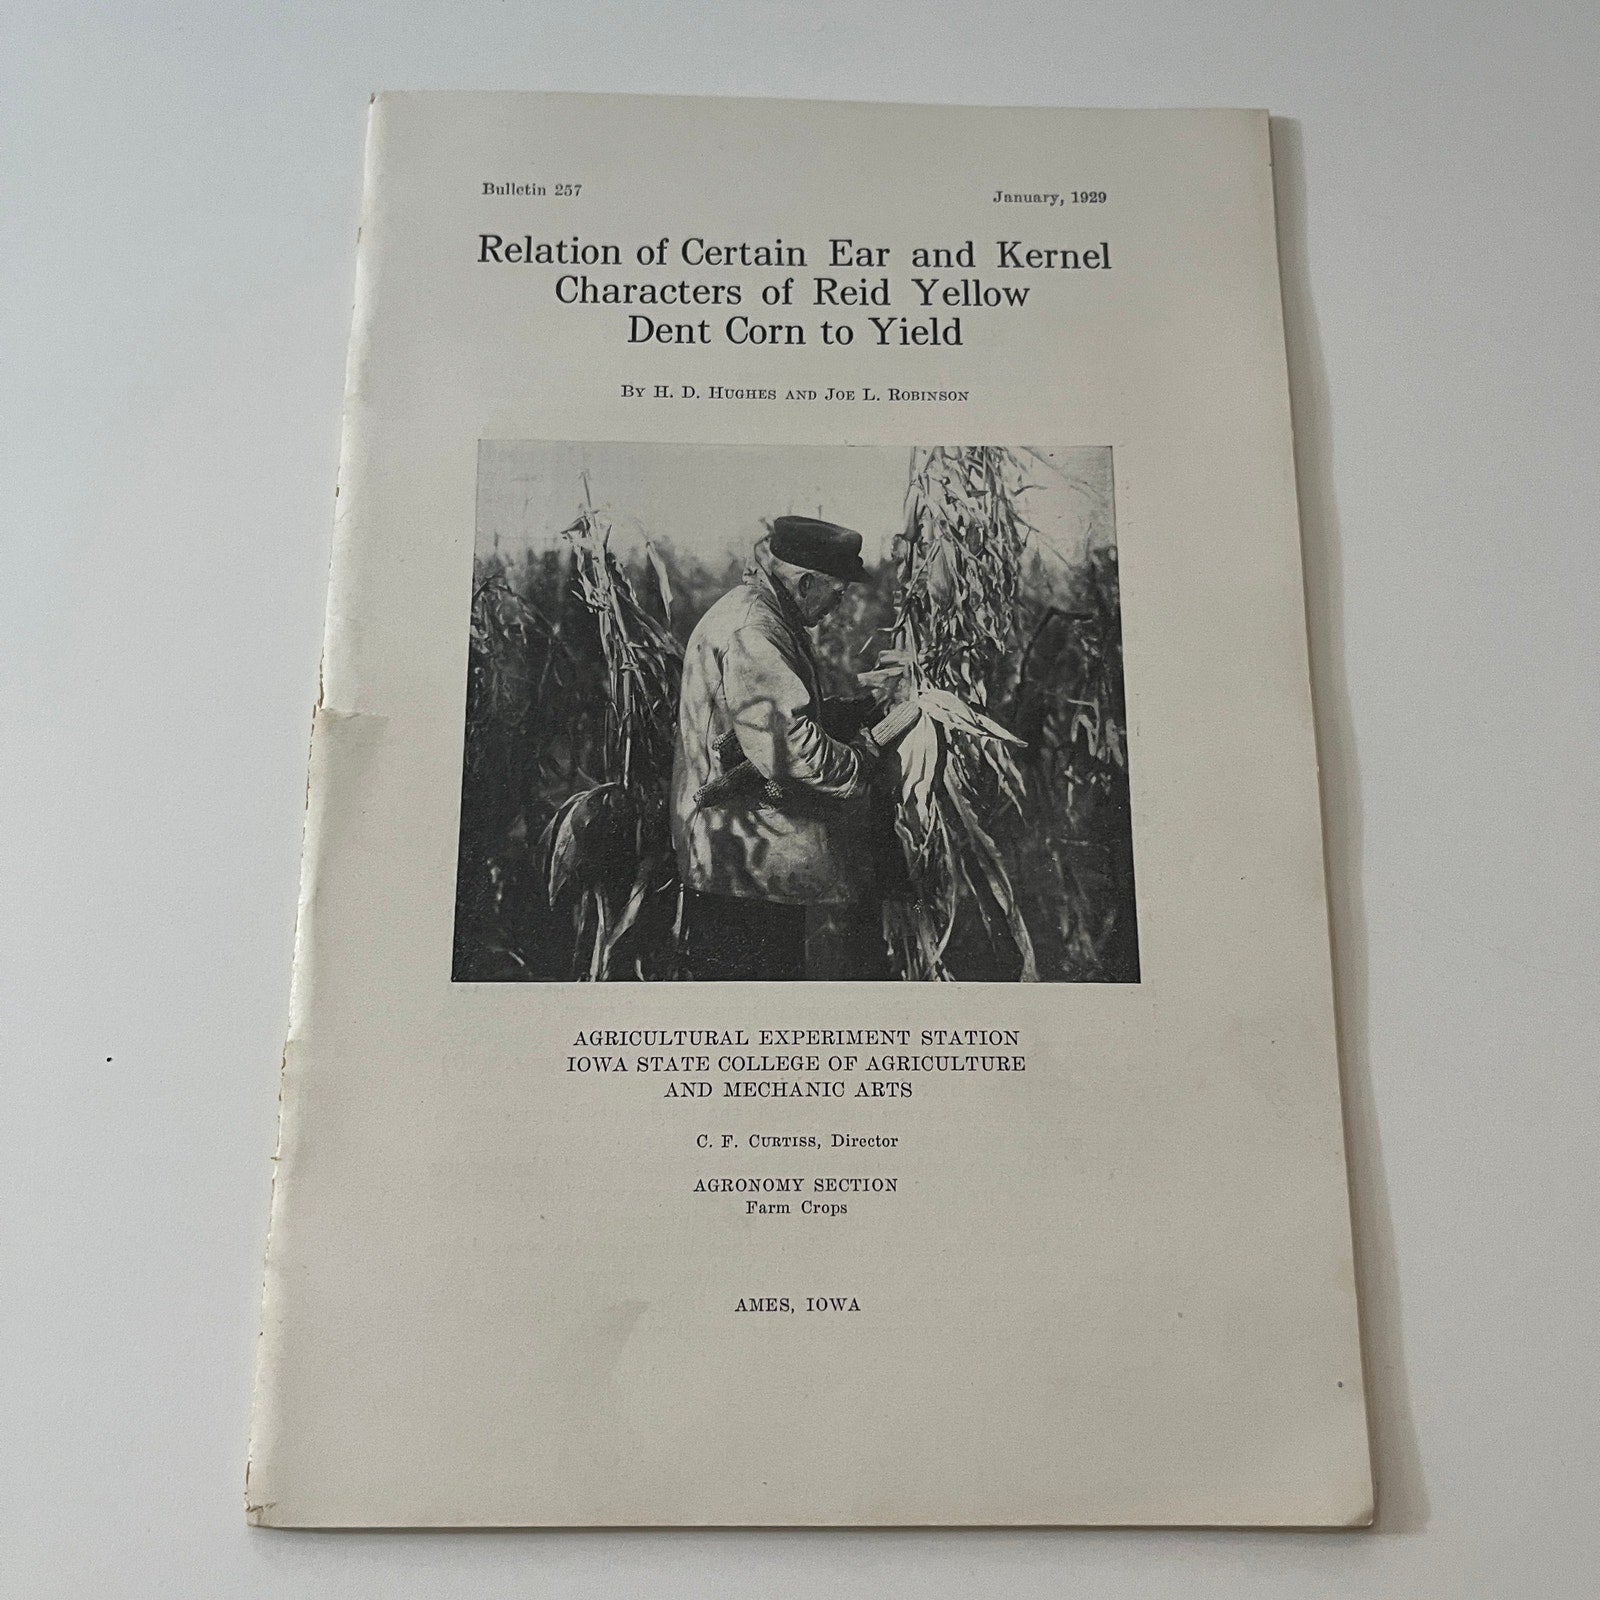 Bulletin 257
January, 1929
Relation of Certain Ear and Kernel
Characters of Reid Yellow
Dent Corn to Yield
By H. D. Hughes and Joe L. Robinson
AGRICULTURAL EXPERIMENT STATION
IOWA STATE COLLEGE OF AGRICULTURE
AND MECHANIC ARTS
C. F. Curtiss, Director
AGRONOMY SECTION
Farm Crops
AMES, IOWA